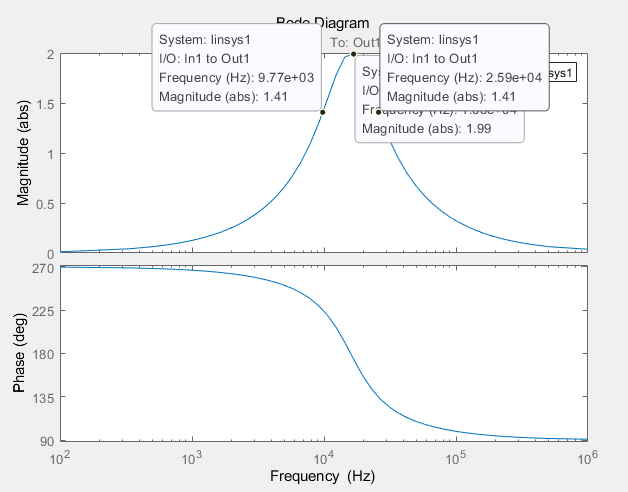 Bode Diagram
To: Out1
System: linsys1
I/O: In1 to Out1
Frequency (Hz): 9.77e+03
Magnitude (abs): 1.41
System: linsys1
I/O: In1 to Out1
Frequency (Hz): 2.59e+04
Magnitude (abs): 1.41
Magnitude (abs): 1.99
2
1.5
1
0.5
0
Magnitude (abs)
270
225
180
135
90
Phase (deg)
10^2 10^3 10^4 10^5 10^6
Frequency (Hz)